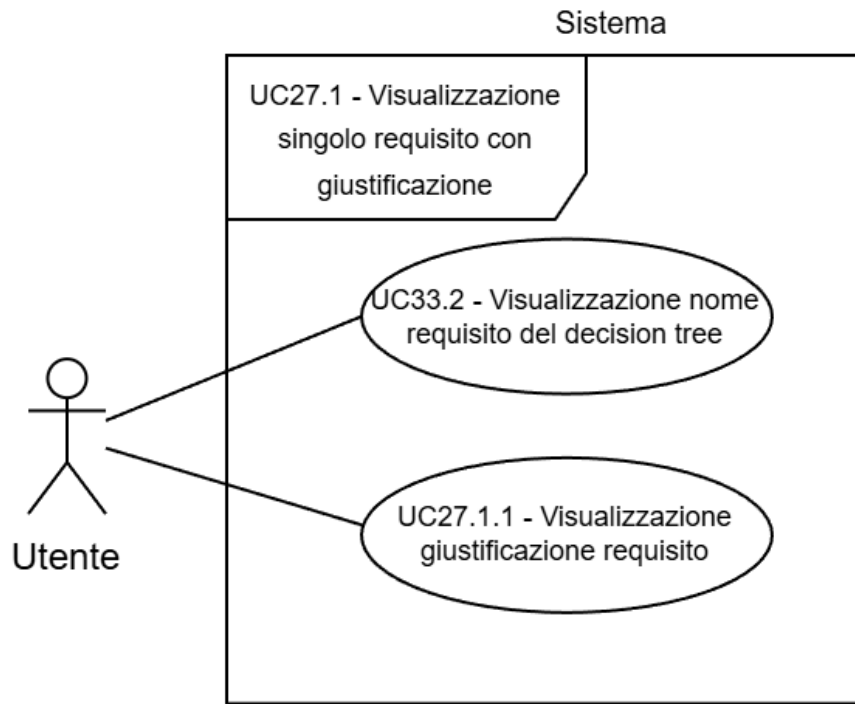 Sistema
UC27.1 - Visualizzazione
singolo requisito con
giustificazione
UC33.2 - Visualizzazione nome
requisito del decision tree
UC27.1.1 - Visualizzazione
giustificazione requisito
Utente